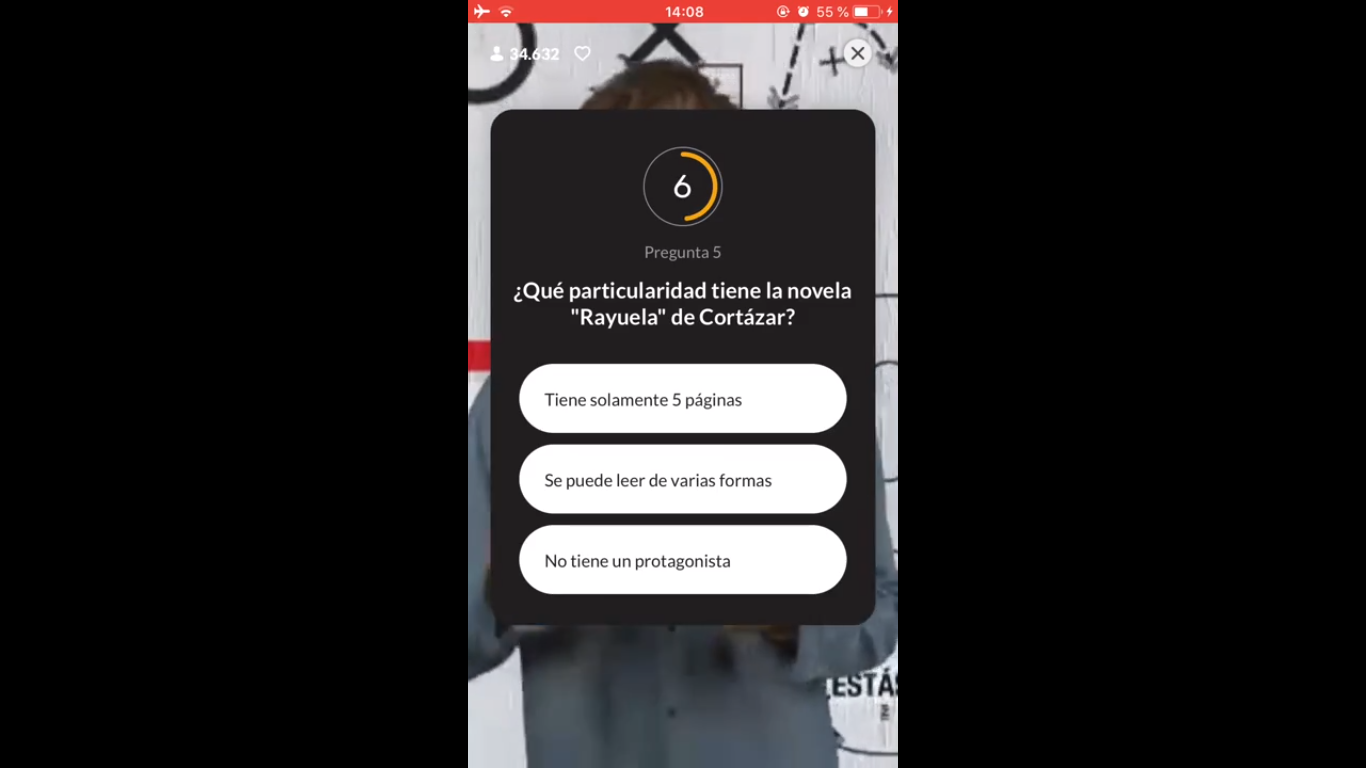 14:08
55 %
34.632
6
Pregunta 5
¿Qué particularidad tiene la novela
"Rayuela" de Cortázar?
Tiene solamente 5 páginas
Se puede leer de varias formas
No tiene un protagonista
¿ESTÁS